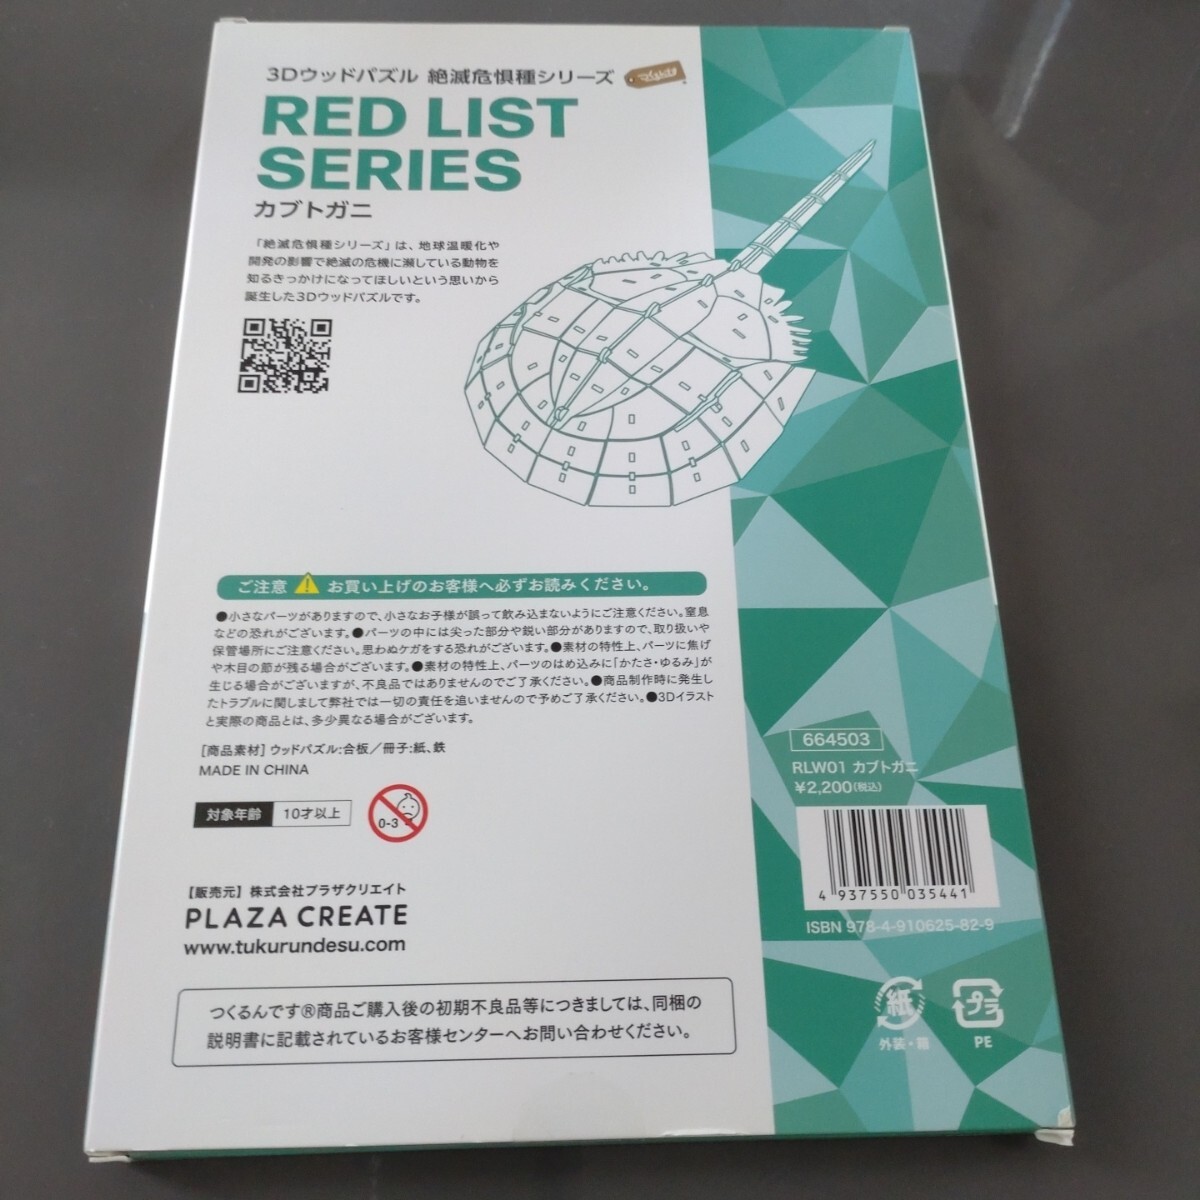 3Dウッドパズル 絶滅危惧種シリーズ つくるんです
RED LIST
SERIES
カブトガニ
「絶滅危惧種シリーズ」は、地球温暖化や
開発の影響で絶滅の危機に瀕している動物を
知るきっかけになってほしいという思いから
誕生した3Dウッドパズルです。
ご注意 お買い上げのお客様へ必ずお読みください。
●小さなパーツがありますので、小さなお子様が誤って飲み込まないようにご注意ください。窒息
などの恐れがございます。●パーツの中には尖った部分や鋭い部分がありますので、取り扱いや
保管場所にご注意ください。思わぬケガをする恐れがございます。●素材の特性上、パーツに焦げ
や木目の節が残る場合がございます。●素材の特性上、パーツのはめ込みに「かたさ・ゆるみ」が
生じる場合がございますが、不良品ではありませんのでご了承ください。●商品制作時に発生し
たトラブルに関しまして弊社では一切の責任を追いませんので予めご了承ください。●3Dイラスト
と実際の商品とは、多少異なる場合がございます。
[商品素材] ウッドパズル:合板／冊子:紙、鉄
MADE IN CHINA
対象年齢 10才以上
0-3
【販売元】株式会社プラザクリエイト
PLAZA CREATE
www.tukurundesu.com
つくるんです®商品ご購入後の初期不良品等につきましては、同梱の
説明書に記載されているお客様センターへお問い合わせください。
664503
RLW01 カブトガニ
¥2,200(税込)
4 937550 035441
ISBN 978-4-910625-82-9
紙 プラ
外装・箱 PE